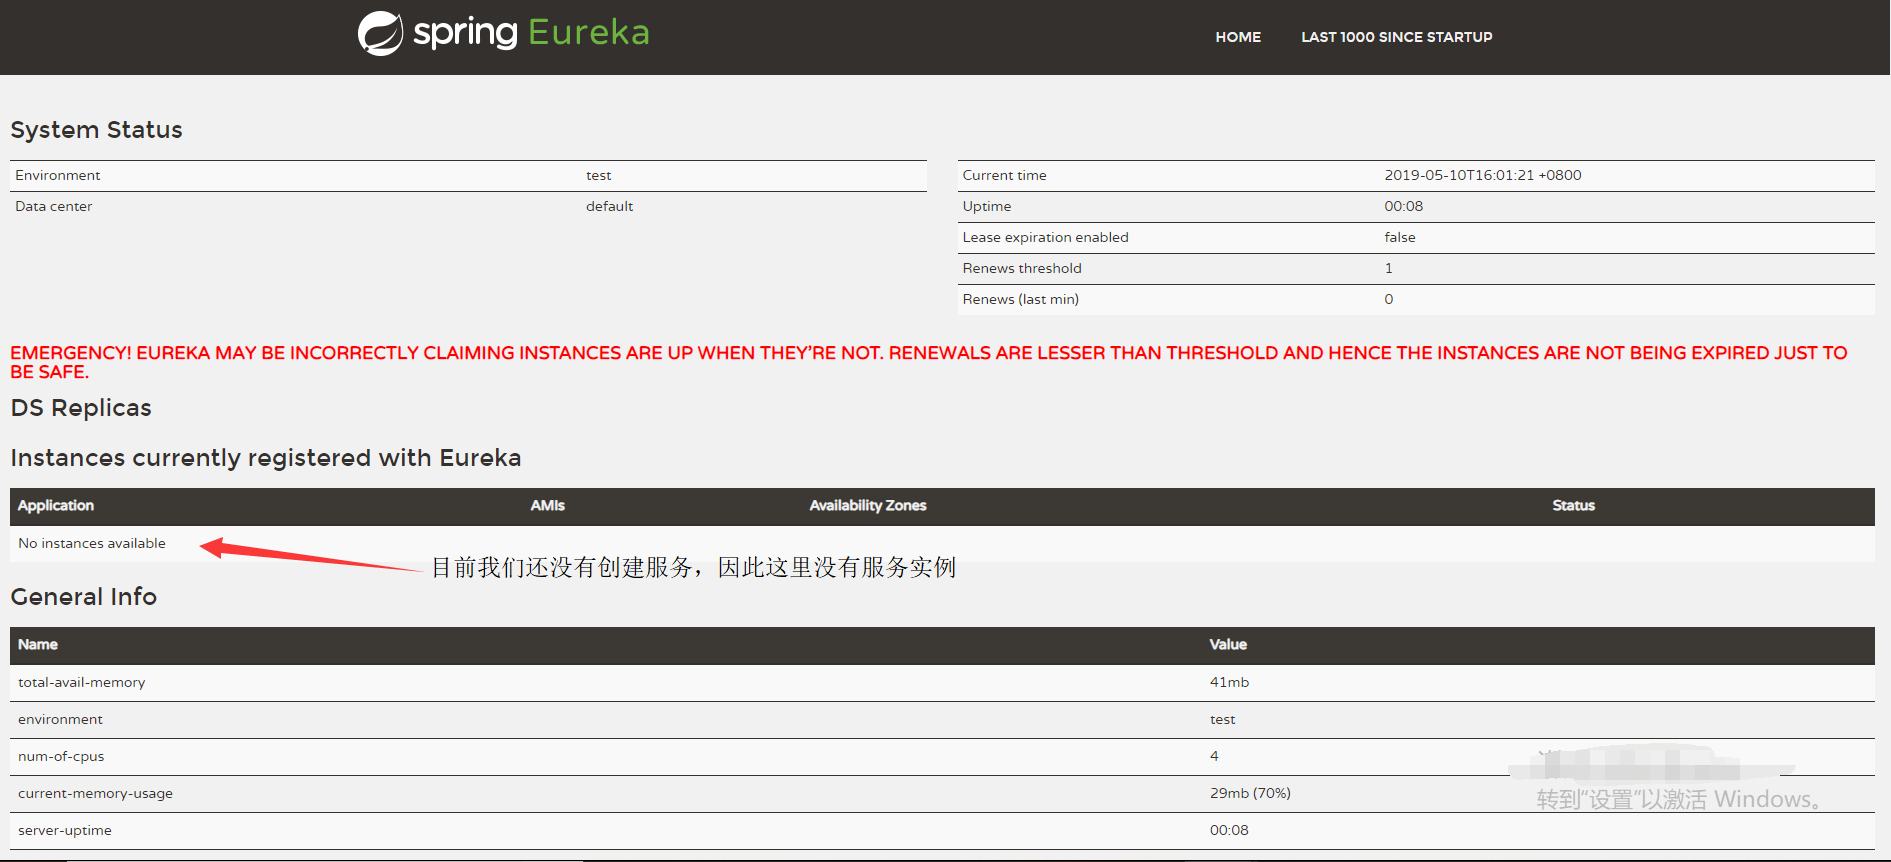 spring Eureka
HOME LAST 1000 SINCE STARTUP
System Status
Environment test
Data center default
Current time 2019-05-10T16:01:21 +0800
Uptime 00:08
Lease expiration enabled false
Renews threshold 1
Renews (last min) 0
EMERGENCY! EUREKA MAY BE INCORRECTLY CLAIMING INSTANCES ARE UP WHEN THEY'RE NOT. RENEWALS ARE LESSER THAN THRESHOLD AND HENCE THE INSTANCES ARE NOT BEING EXPIRED JUST TO
BE SAFE.
DS Replicas
Instances currently registered with Eureka
Application AMIs Availability Zones Status
No instances available
目前我们还没有创建服务，因此这里没有服务实例
General Info
Name Value
total-avail-memory 41mb
environment test
num-of-cpus 4
current-memory-usage 29mb (70%)
转到“设置”以激活 Windows。
server-uptime 00:08